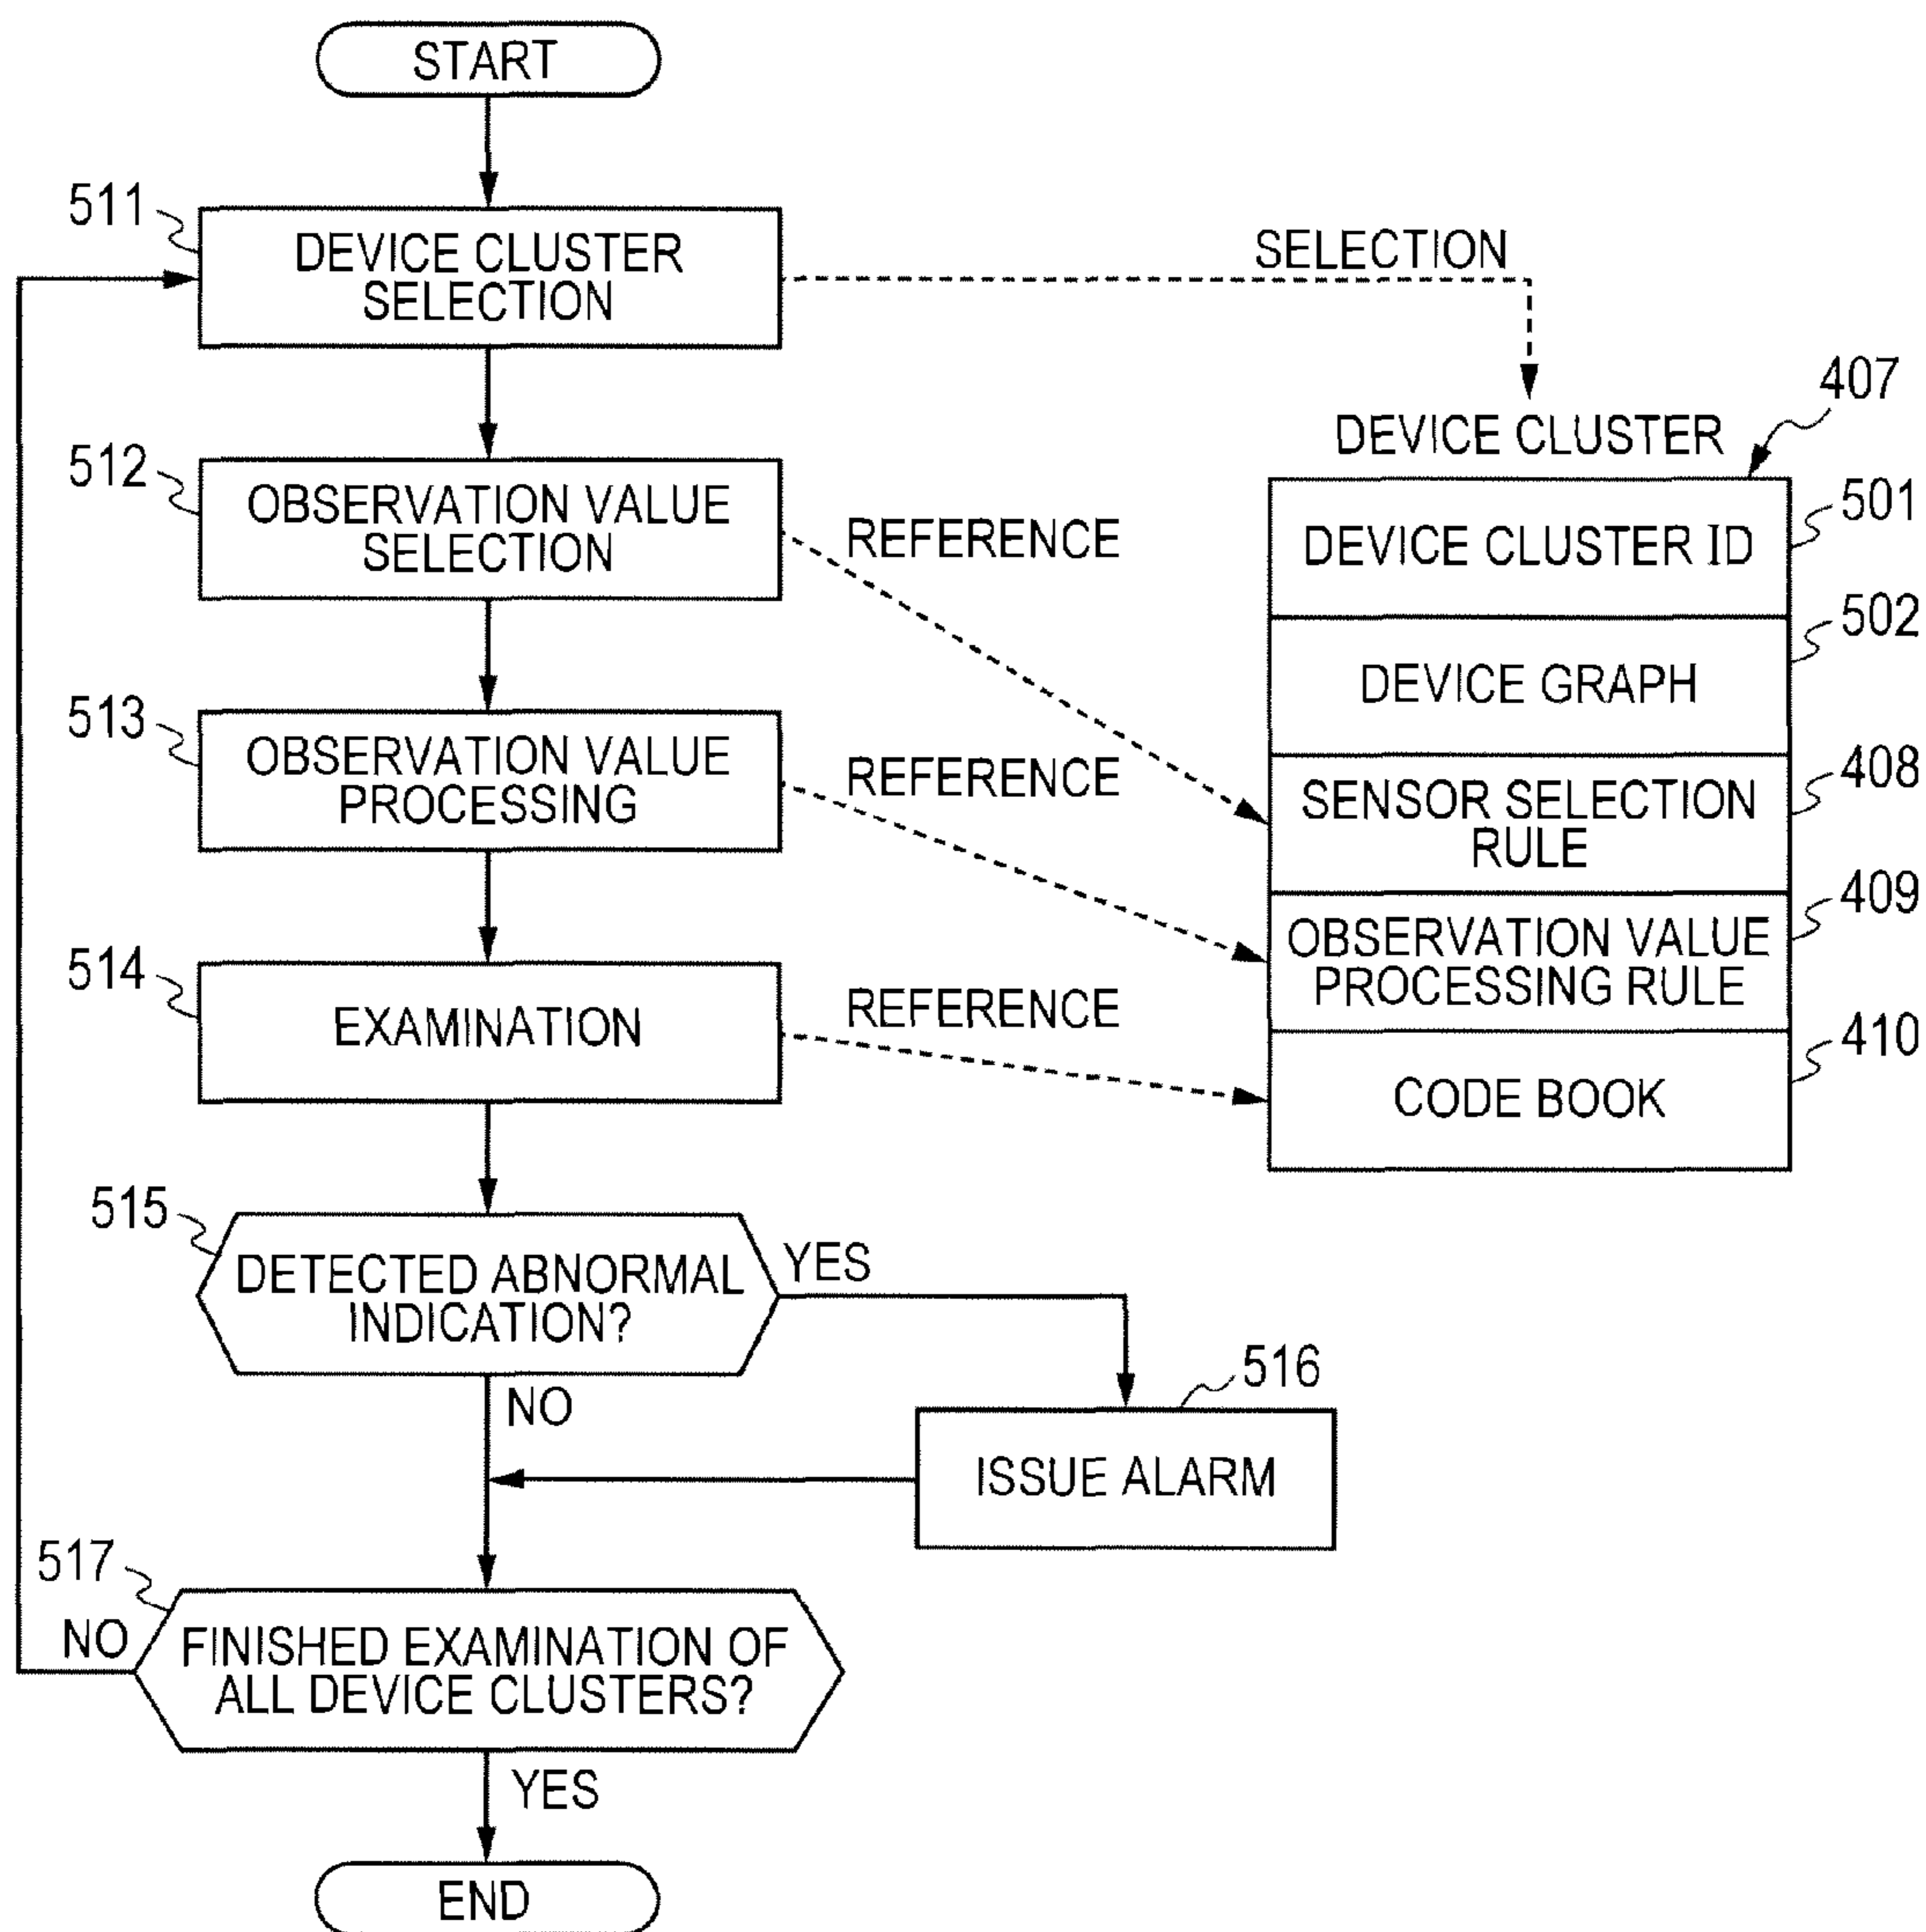 START
511
DEVICE CLUSTER
SELECTION
SELECTION
407
DEVICE CLUSTER
512
OBSERVATION VALUE
SELECTION
REFERENCE
501
DEVICE CLUSTER ID
502
DEVICE GRAPH
513
OBSERVATION VALUE
PROCESSING
REFERENCE
408
SENSOR SELECTION
RULE
409
OBSERVATION VALUE
PROCESSING RULE
514
EXAMINATION
REFERENCE
410
CODE BOOK
515
DETECTED ABNORMAL
INDICATION?
YES
NO
516
ISSUE ALARM
517
NO
FINISHED EXAMINATION OF
ALL DEVICE CLUSTERS?
YES
END